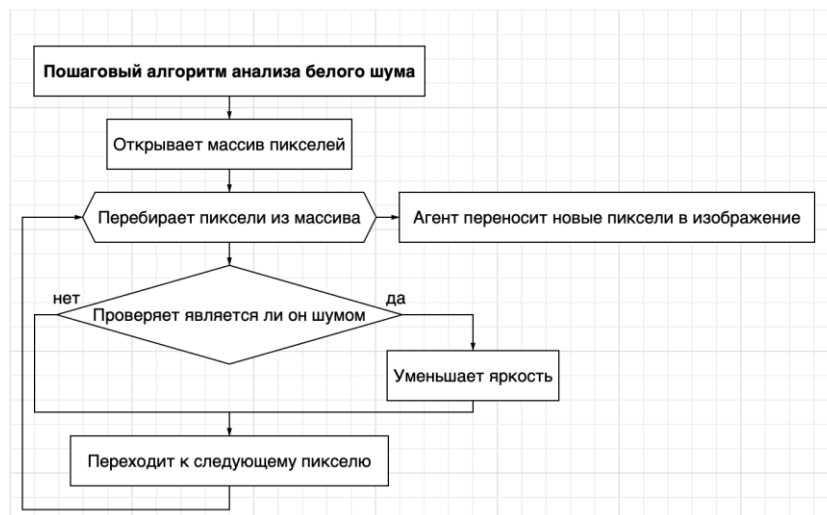 Пошаговый алгоритм анализа белого шума
Открывает массив пикселей
Перебирает пиксели из массива
Агент переносит новые пиксели в изображение
нет
да
Проверяет является ли он шумом
Уменьшает яркость
Переходит к следующему пикселю